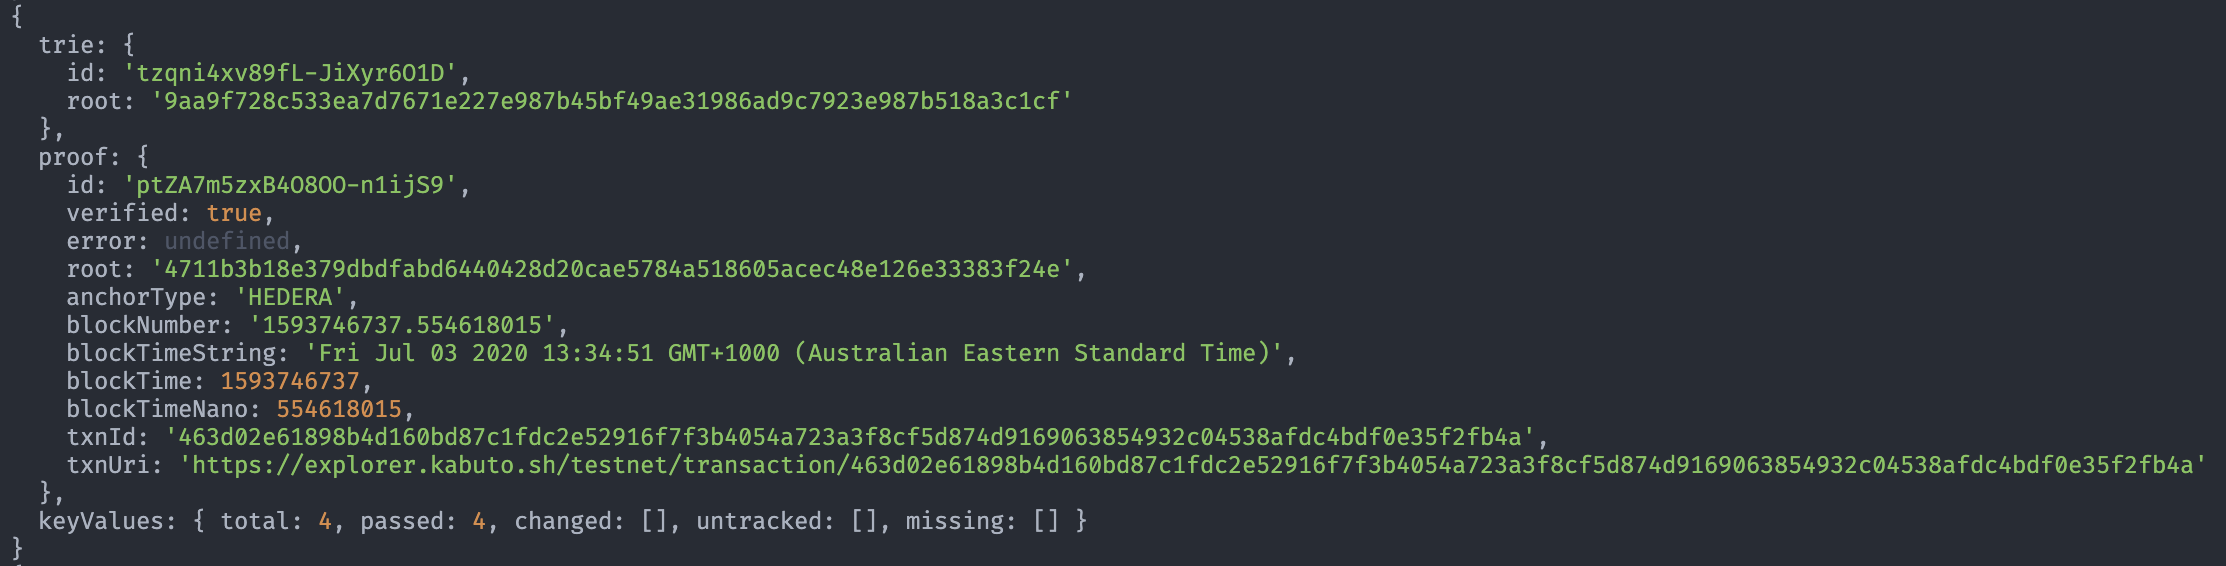 {
  trie: {
    id: 'tzqni4xv89fL-JiXyr6O1D',
    root: '9aa9f728c533ea7d7671e227e987b45bf49ae31986ad9c7923e987b518a3c1cf'
  },
  proof: {
    id: 'ptZA7m5zxB4O8OO-n1ijS9',
    verified: true,
    error: undefined,
    root: '4711b3b18e379dbdfabd6440428d20cae5784a518605acec48e126e33383f24e',
    anchorType: 'HEDERA',
    blockNumber: '1593746737.554618015',
    blockTimeString: 'Fri Jul 03 2020 13:34:51 GMT+1000 (Australian Eastern Standard Time)',
    blockTime: 1593746737,
    blockTimeNano: 554618015,
    txnId: '463d02e61898b4d160bd87c1fdc2e52916f7f3b4054a723a3f8cf5d874d9169063854932c04538afdc4bdf0e35f2fb4a',
    txnUri: 'https://explorer.kabuto.sh/testnet/transaction/463d02e61898b4d160bd87c1fdc2e52916f7f3b4054a723a3f8cf5d874d9169063854932c04538afdc4bdf0e35f2fb4a'
  },
  keyValues: { total: 4, passed: 4, changed: [], untracked: [], missing: [] }
}